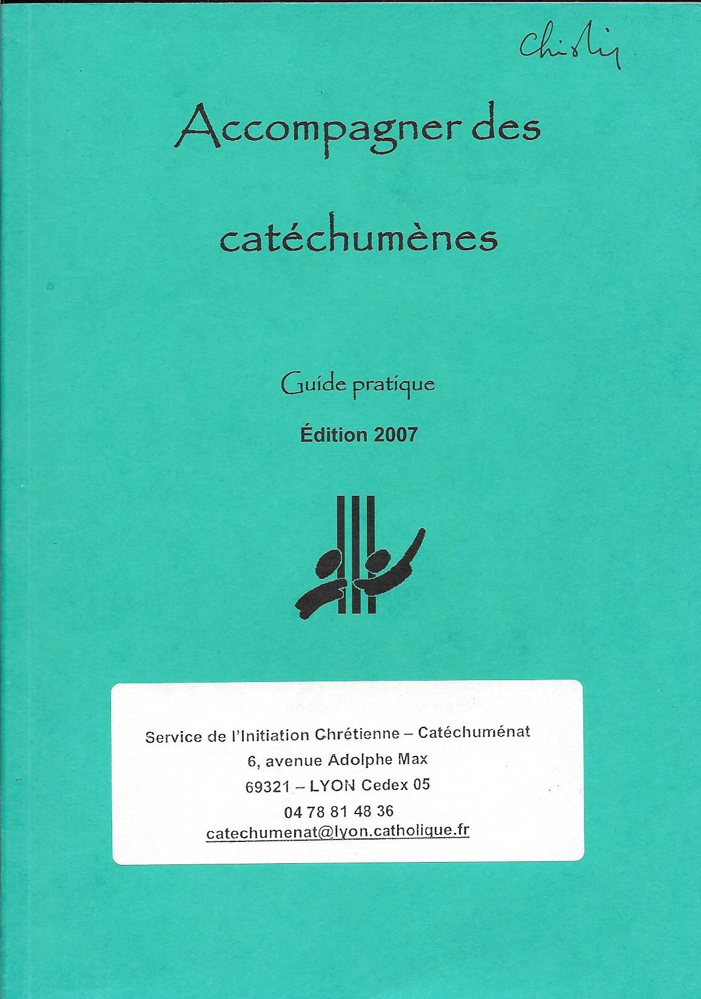 Accompagner des
catéchumènes
Guide pratique
Édition 2007
Service de l'Initiation Chrétienne – Catéchuménat
6, avenue Adolphe Max
69321 – LYON Cedex 05
04 78 81 48 36
catechumenat@lyon.catholique.fr